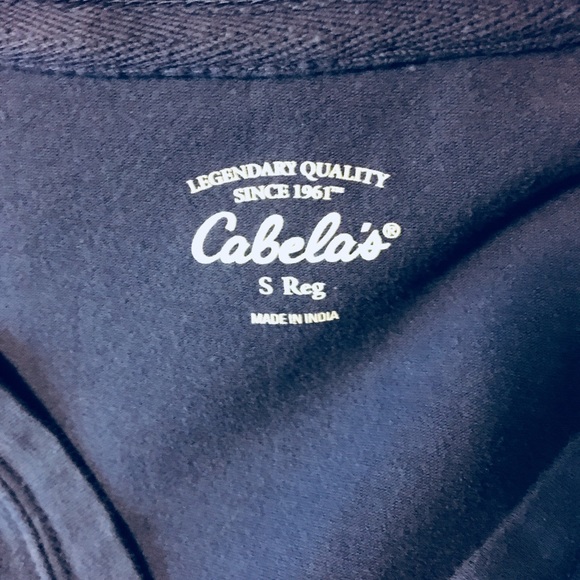 LEGENDARY QUALITY
SINCE 1961™
Cabela's®
S Reg
MADE IN INDIA